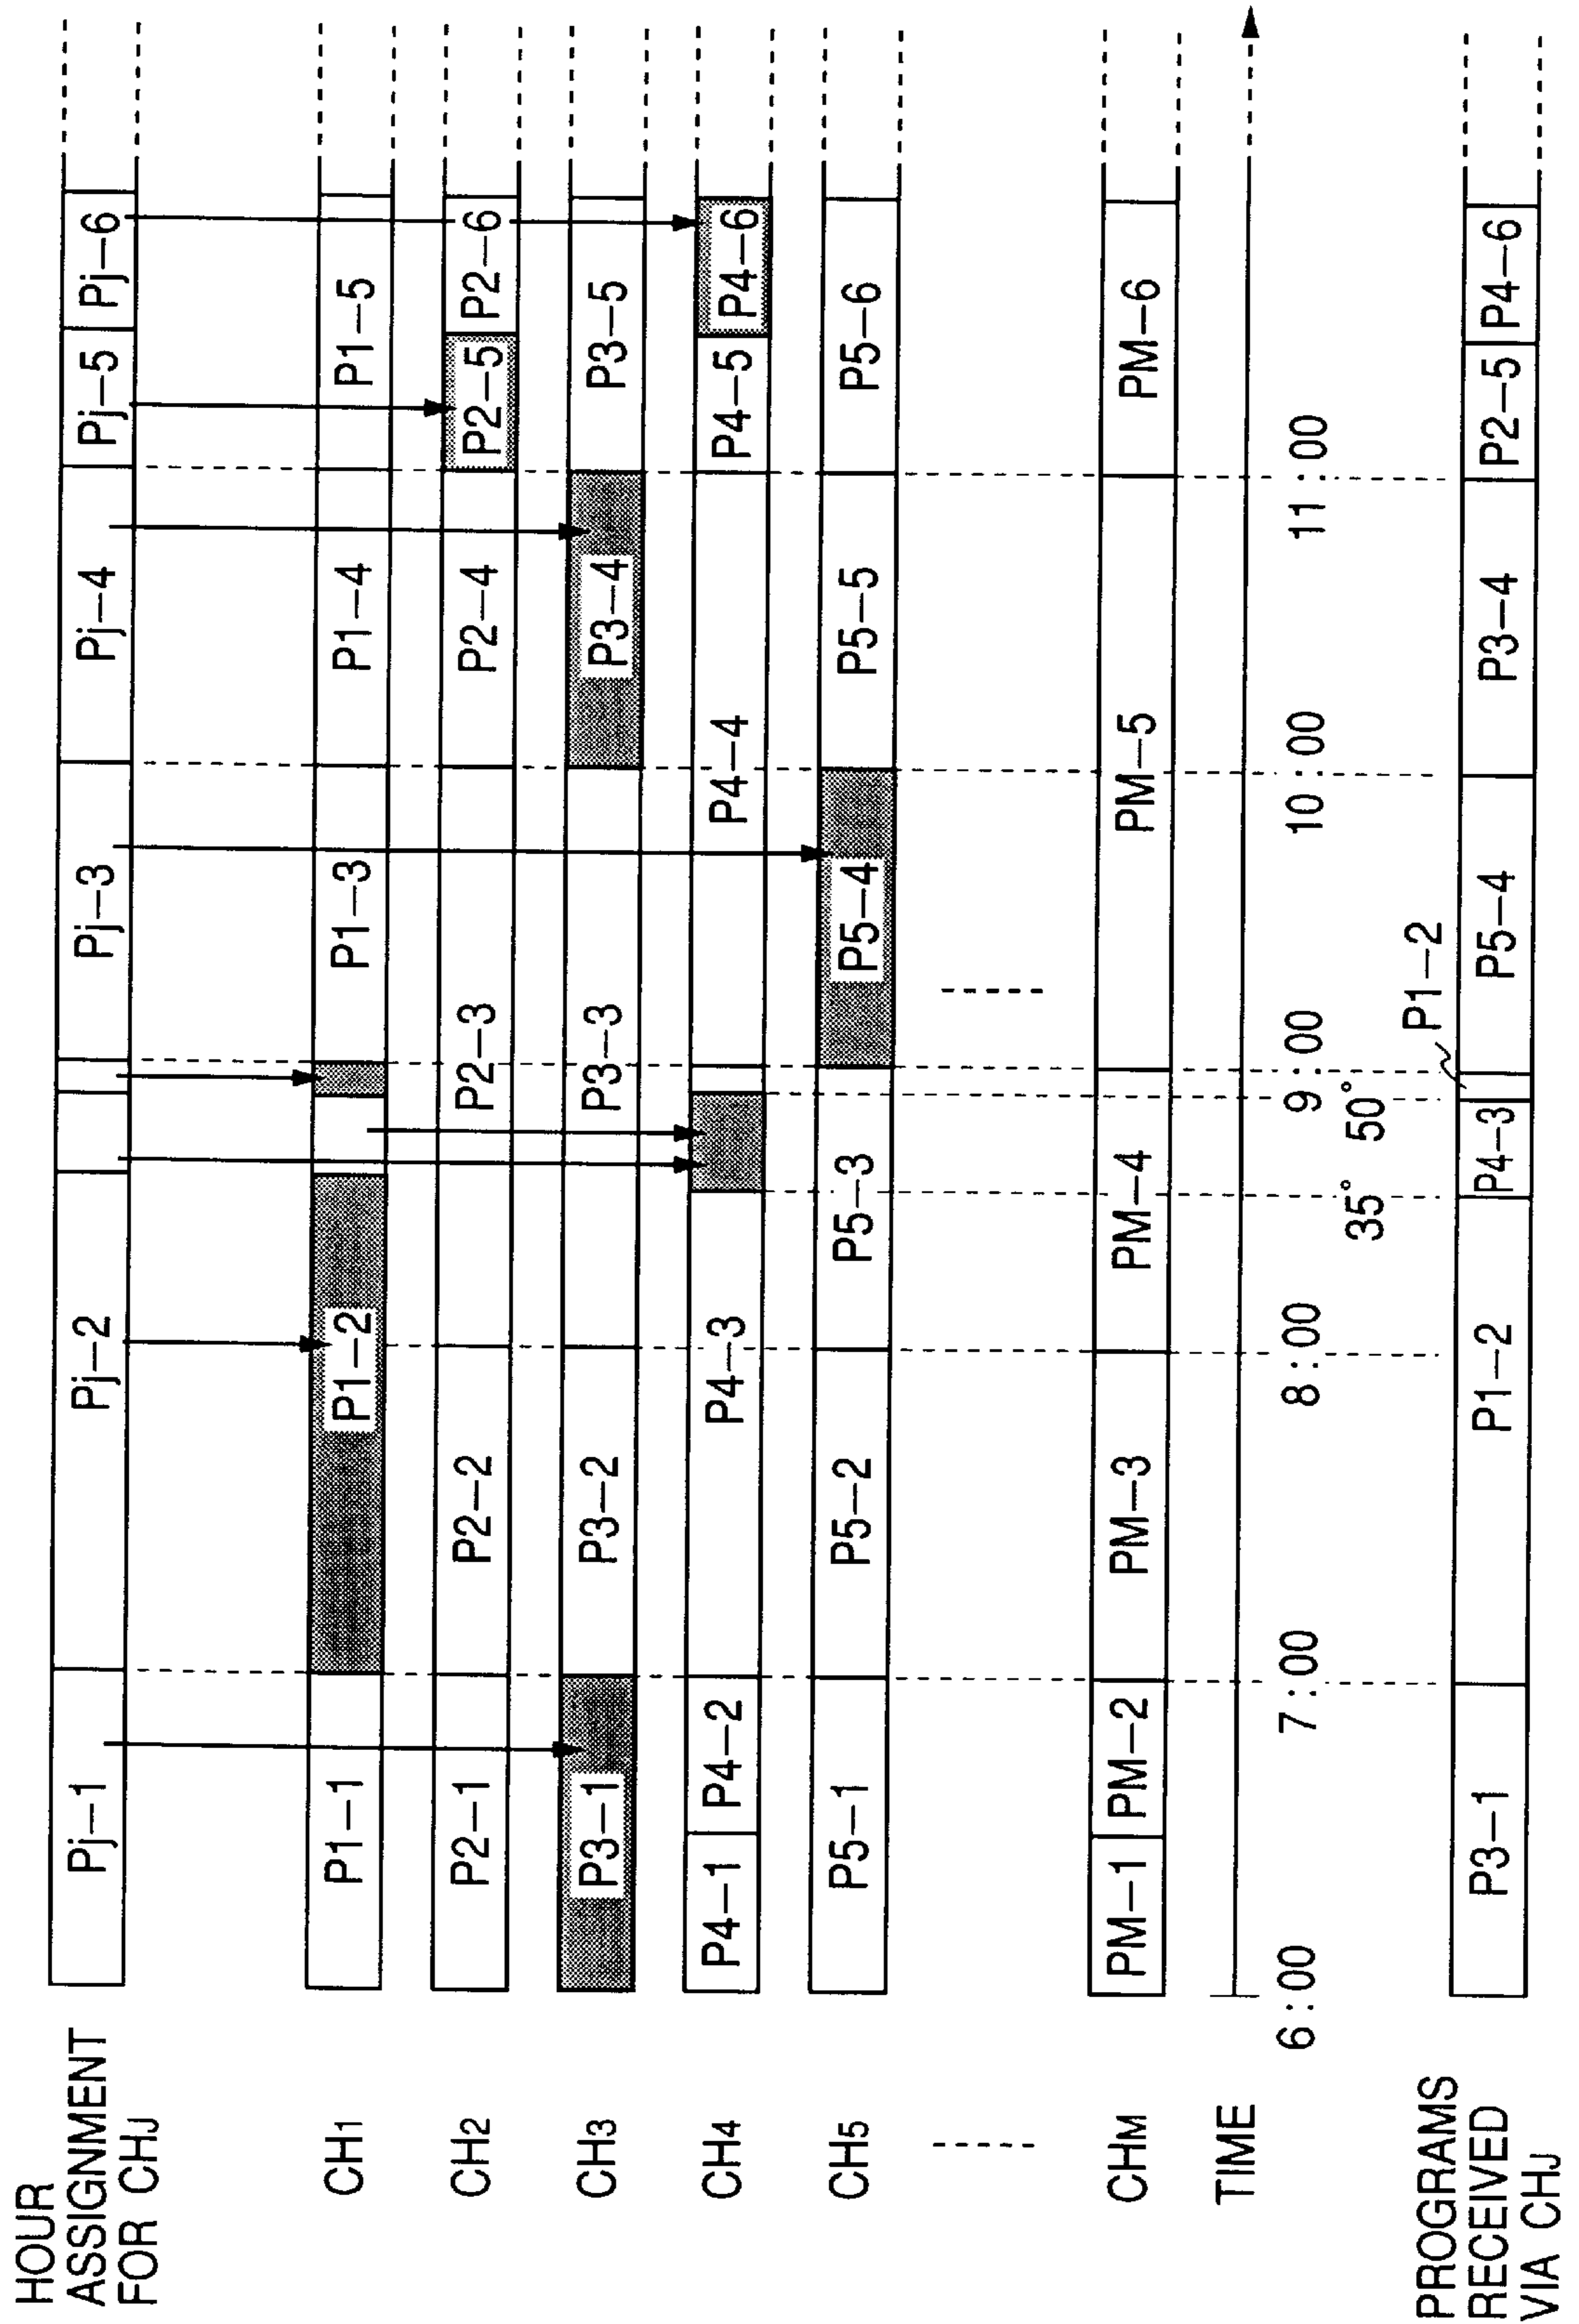 HOUR
ASSIGNMENT
FOR CHJ
Pj—1 Pj—2 Pj—3 Pj—4 Pj—5 Pj—6
CH1 P1—1 P1—2 P1—3 P1—4 P1—5
CH2 P2—1 P2—2 P2—3 P2—4 P2—5 P2—6
CH3 P3—1 P3—2 P3—3 P3—4 P3—5
CH4 P4—1 P4—2 P4—3 P4—4 P4—5 P4—6
CH5 P5—1 P5—2 P5—3 P5—4 P5—5 P5—6
CHM PM—1 PM—2 PM—3 PM—4 PM—5 PM—6
TIME
6:00 7:00 8:00 9:00 10:00 11:00
35° 50°
P1—2
PROGRAMS
RECEIVED
VIA CHJ
P3—1 P1—2 P4—3 P5—4 P3—4 P2—5 P4—6